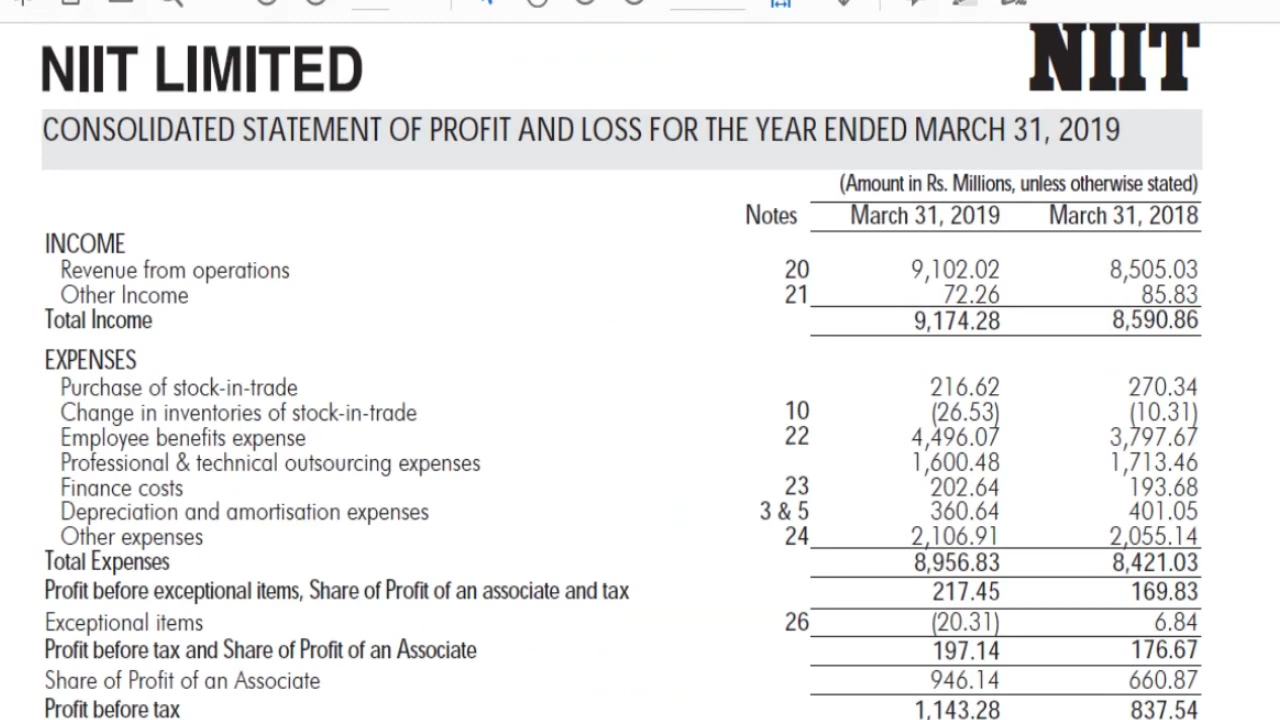 NIIT LIMITED NIIT
CONSOLIDATED STATEMENT OF PROFIT AND LOSS FOR THE YEAR ENDED MARCH 31, 2019
(Amount in Rs. Millions, unless otherwise stated)
Notes March 31, 2019 March 31, 2018
INCOME
Revenue from operations 20 9,102.02 8,505.03
Other Income 21 72.26 85.83
Total Income 9,174.28 8,590.86
EXPENSES
Purchase of stock-in-trade 216.62 270.34
Change in inventories of stock-in-trade 10 (26.53) (10.31)
Employee benefits expense 22 4,496.07 3,797.67
Professional & technical outsourcing expenses 1,600.48 1,713.46
Finance costs 23 202.64 193.68
Depreciation and amortisation expenses 3 & 5 360.64 401.05
Other expenses 24 2,106.91 2,055.14
Total Expenses 8,956.83 8,421.03
Profit before exceptional items, Share of Profit of an associate and tax 217.45 169.83
Exceptional items 26 (20.31) 6.84
Profit before tax and Share of Profit of an Associate 197.14 176.67
Share of Profit of an Associate 946.14 660.87
Profit before tax 1,143.28 837.54